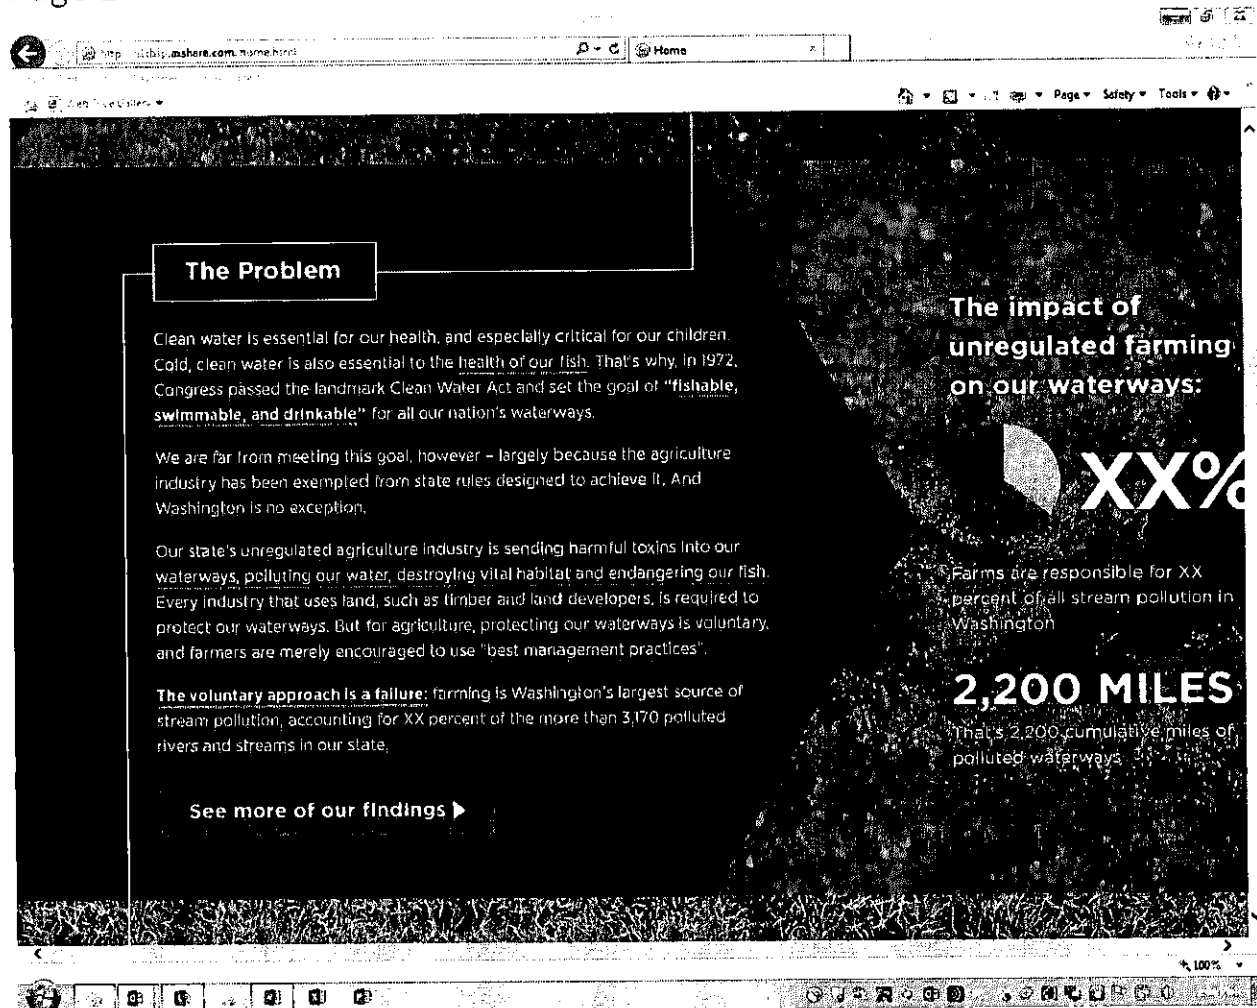 Home
Page Safety Tools
The Problem
Clean water is essential for our health, and especially critical for our children.
Cold, clean water is also essential to the health of our fish. That's why, in 1972,
Congress passed the landmark Clean Water Act and set the goal of "fishable,
swimmable, and drinkable" for all our nation's waterways.
We are far from meeting this goal, however – largely because the agriculture
industry has been exempted from state rules designed to achieve it. And
Washington is no exception.
Our state's unregulated agriculture industry is sending harmful toxins into our
waterways, polluting our water, destroying vital habitat and endangering our fish.
Every industry that uses land, such as timber and land developers, is required to
protect our waterways. But for agriculture, protecting our waterways is voluntary,
and farmers are merely encouraged to use "best management practices".
The voluntary approach is a failure: farming is Washington's largest source of
stream pollution, accounting for XX percent of the more than 3,170 polluted
rivers and streams in our state.
See more of our findings
The impact of
unregulated farming
on our waterways:
XX%
Farms are responsible for XX
percent of all stream pollution in
Washington
2,200 MILES
That's 2,200 cumulative miles of
polluted waterways
100%